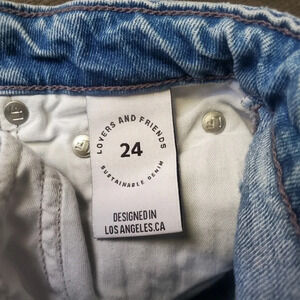 LOVERS AND FRIENDS
24
SUSTAINABLE DENIM
DESIGNED IN
LOS ANGELES.CA